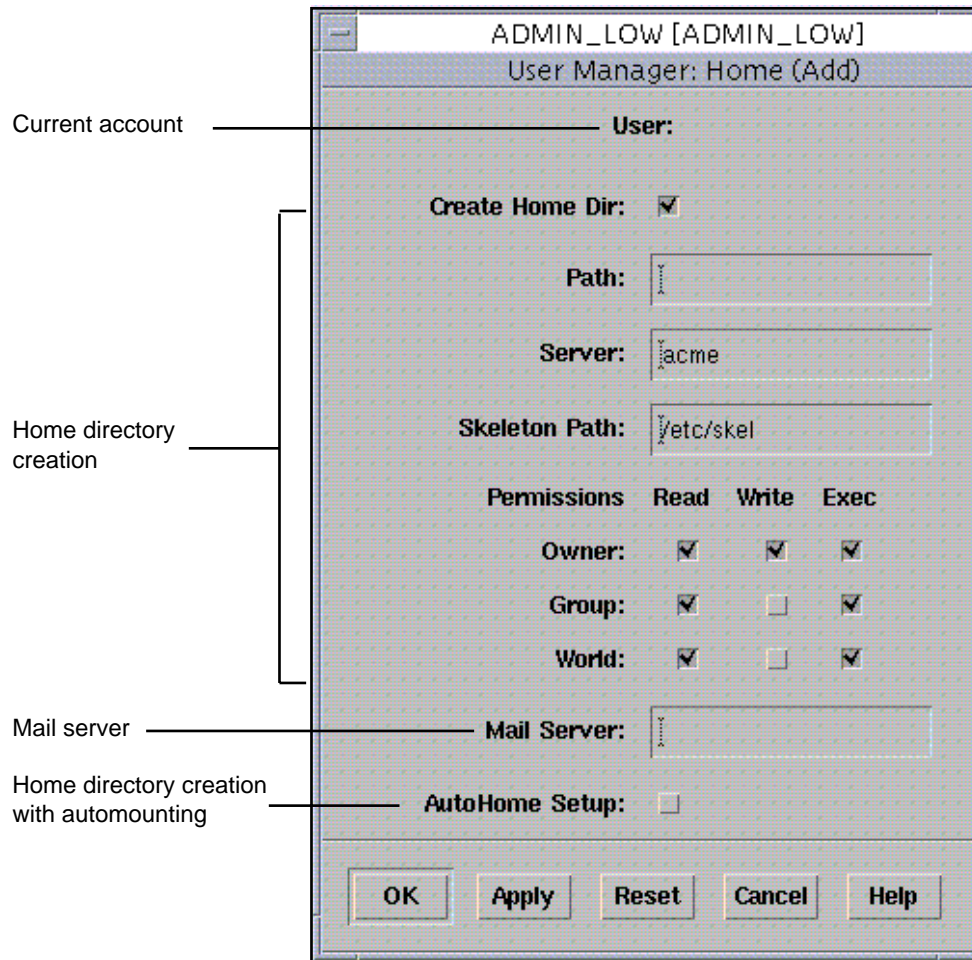 ADMIN_LOW [ADMIN_LOW]
User Manager: Home (Add)
Current account
User:
Create Home Dir:
Path:
Server: acme
Home directory
creation
Skeleton Path: /etc/skel
Permissions Read Write Exec
Owner:
Group:
World:
Mail server
Mail Server:
Home directory creation
with automounting
AutoHome Setup:
OK Apply Reset Cancel Help